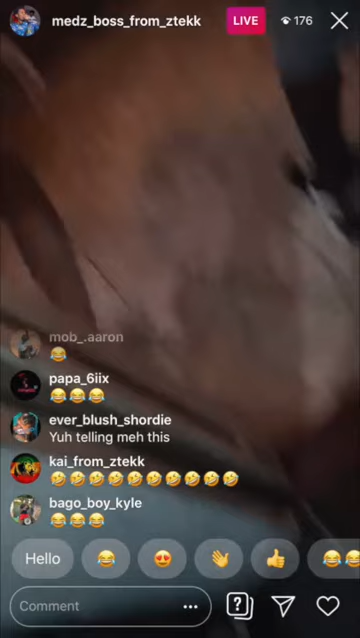 medz_boss_from_ztekk LIVE 176
mob_.aaron
papa_6iix
ever_blush_shordie
Yuh telling meh this
kai_from_ztekk
bago_boy_kyle
Hello
Comment